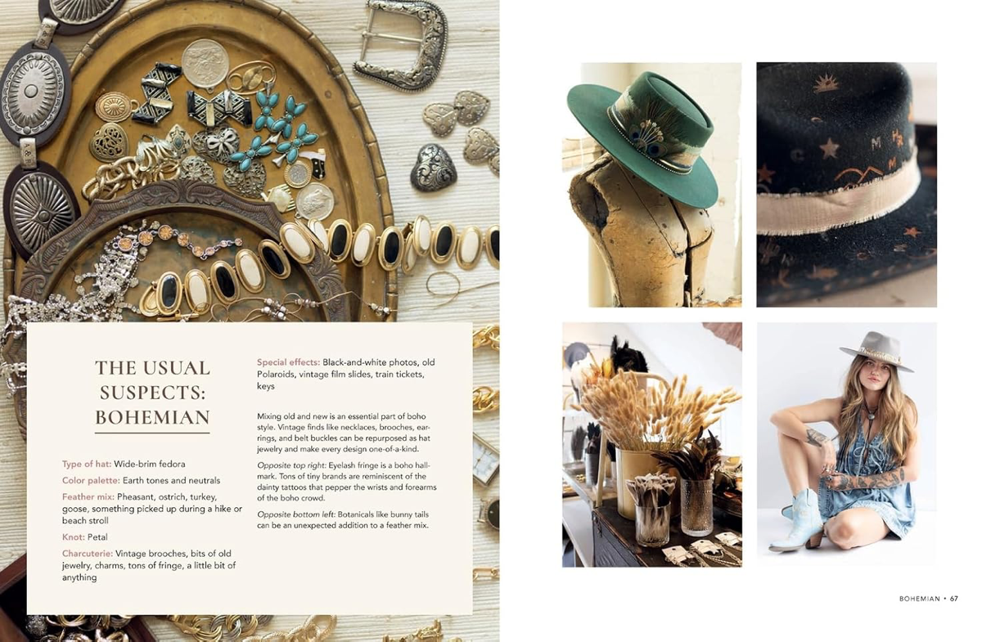 THE USUAL
SUSPECTS:
BOHEMIAN
Type of hat: Wide-brim fedora
Color palette: Earth tones and neutrals
Feather mix: Pheasant, ostrich, turkey,
goose, something picked up during a hike or
beach stroll
Knot: Petal
Charcuterie: Vintage brooches, bits of old
jewelry, charms, tons of fringe, a little bit of
anything
Special effects: Black-and-white photos, old
Polaroids, vintage film slides, train tickets,
keys
Mixing old and new is an essential part of boho
style. Vintage finds like necklaces, brooches, ear-
rings, and belt buckles can be repurposed as hat
jewelry and make every design one-of-a-kind.
Opposite top right: Eyelash fringe is a boho hall-
mark. Tons of tiny brands are reminiscent of the
dainty tattoos that pepper the wrists and forearms
of the boho crowd.
Opposite bottom left: Botanicals like bunny tails
can be an unexpected addition to a feather mix.
A&B
A&B
M H
M
BOHEMIAN • 67